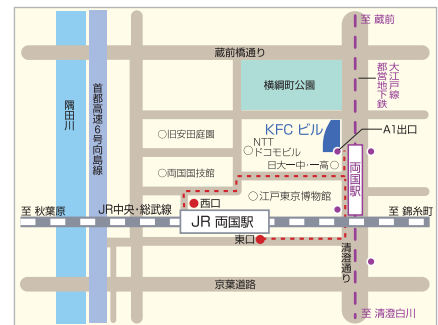 至 蔵前
蔵前橋通り
大江戸線
都営地下鉄
横綱町公園
隅田川
首都高速6号向島線
KFC ビル
A1出口
○旧安田庭園
○NTT
ドコモビル
日大一中・一高○
○両国国技館
両国駅
○江戸東京博物館
西口
至 秋葉原
JR中央・総武線
JR 両国駅
至 錦糸町
東口
清澄通り
京葉道路
至 清澄白川